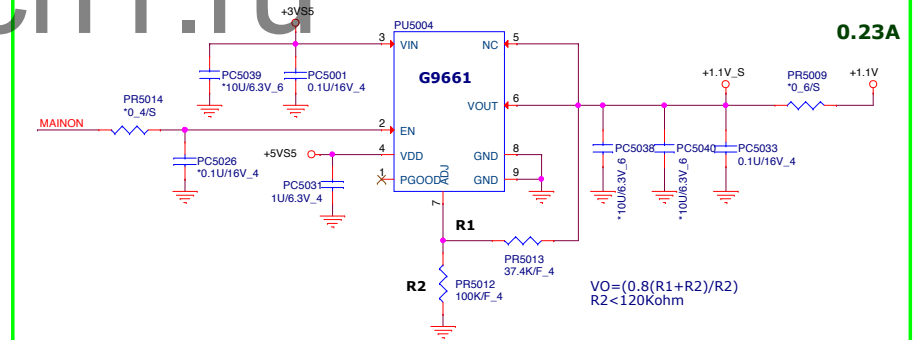 cm1.ru
+3VS5
PU5004
0.23A
3 VIN
NC 5
G9661
PC5039
*10U/6.3V_6
PC5001
0.1U/16V_4
+1.1V_S
PR5009
*0_6/S
+1.1V
PR5014
*0_4/S
VOUT 6
MAINON
2 EN
PC5026
*0.1U/16V_4
+5VS5
4 VDD
GND 8
PC5038
*10U/6.3V_6
PC5040
*10U/6.3V_6
PC5033
0.1U/16V_4
1 PGOOD
ADJ
GND 9
PC5031
1U/6.3V_4
7
R1
PR5013
37.4K/F_4
R2
PR5012
100K/F_4
VO=(0.8(R1+R2)/R2)
R2<120Kohm